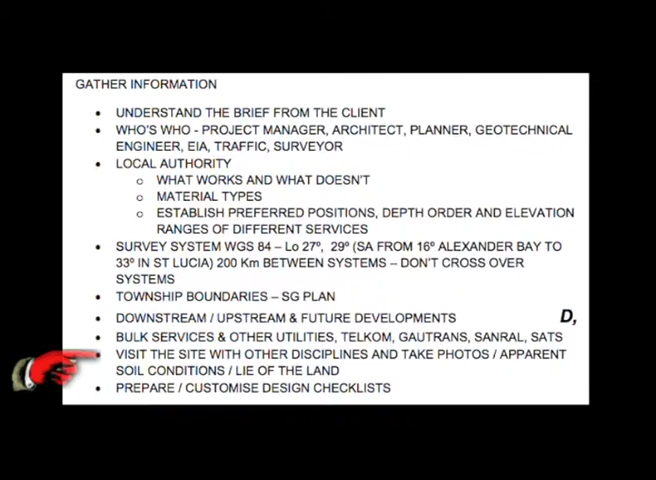 GATHER INFORMATION
• UNDERSTAND THE BRIEF FROM THE CLIENT
• WHO'S WHO - PROJECT MANAGER, ARCHITECT, PLANNER, GEOTECHNICAL
ENGINEER, EIA, TRAFFIC, SURVEYOR
• LOCAL AUTHORITY
o WHAT WORKS AND WHAT DOESN'T
o MATERIAL TYPES
o ESTABLISH PREFERRED POSITIONS, DEPTH ORDER AND ELEVATION
RANGES OF DIFFERENT SERVICES
• SURVEY SYSTEM WGS 84 – Lo 27º, 29º (SA FROM 16º ALEXANDER BAY TO
33º IN ST LUCIA) 200 Km BETWEEN SYSTEMS – DON'T CROSS OVER
SYSTEMS
• TOWNSHIP BOUNDARIES – SG PLAN
• DOWNSTREAM / UPSTREAM & FUTURE DEVELOPMENTS
D,
• BULK SERVICES & OTHER UTILITIES, TELKOM, GAUTRANS, SANRAL, SATS
• VISIT THE SITE WITH OTHER DISCIPLINES AND TAKE PHOTOS / APPARENT
SOIL CONDITIONS / LIE OF THE LAND
• PREPARE / CUSTOMISE DESIGN CHECKLISTS